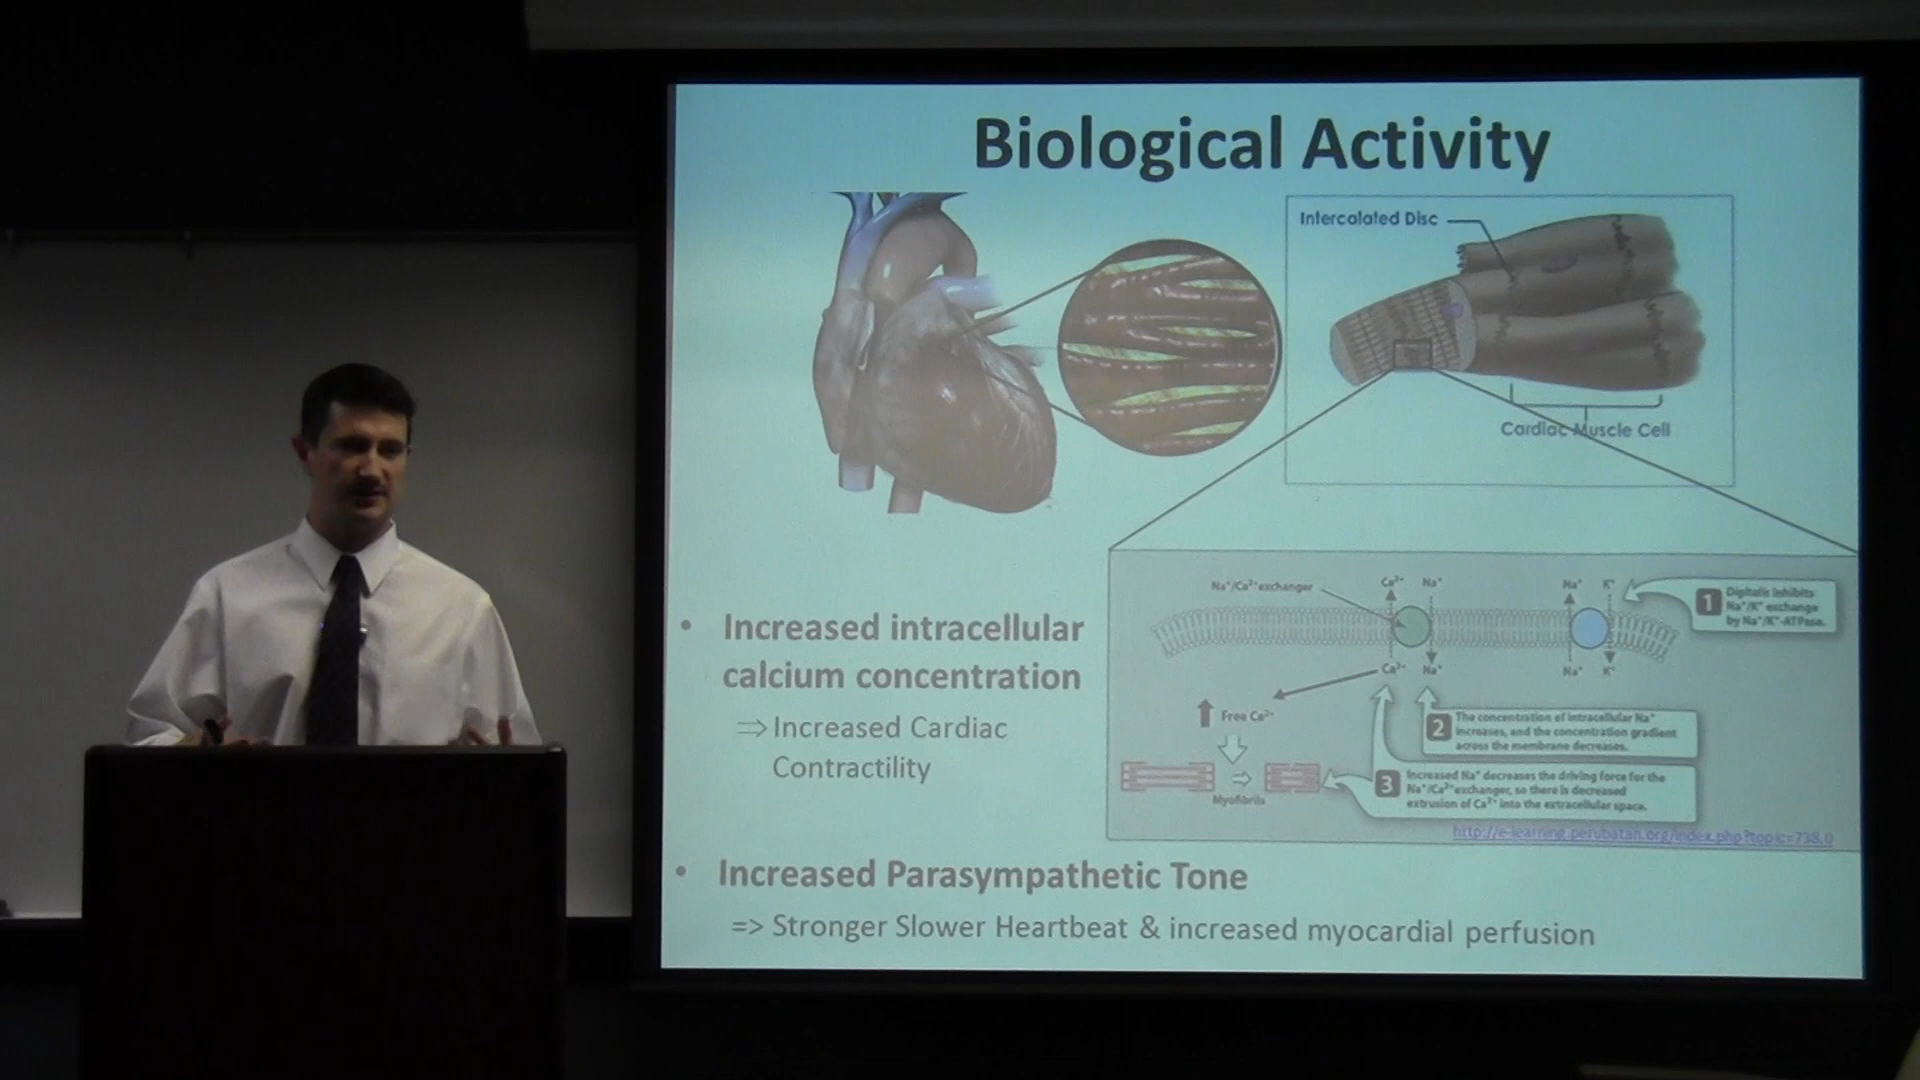 Biological Activity
Intercalated Disc
Cardiac Muscle Cell
Na⁺/Ca²⁺ exchanger
Ca²⁺ Na⁺
Na⁺ K⁺
1 Digitalis inhibits
Na⁺/K⁺ exchange
by Na⁺/K⁺-ATPase.
Ca²⁺ Na⁺
Na⁺ K⁺
Free Ca²⁺
2 The concentration of intracellular Na⁺
increases, and the concentration gradient
across the membrane decreases.
3 Increased Na⁺ decreases the driving force for the
Na⁺/Ca²⁺ exchanger, so there is decreased
extrusion of Ca²⁺ into the extracellular space.
Myofibrils
http://e-learning.perubatan.org/index.php?topic=738.0
• Increased intracellular
calcium concentration
⇒ Increased Cardiac
Contractility
• Increased Parasympathetic Tone
=> Stronger Slower Heartbeat & increased myocardial perfusion